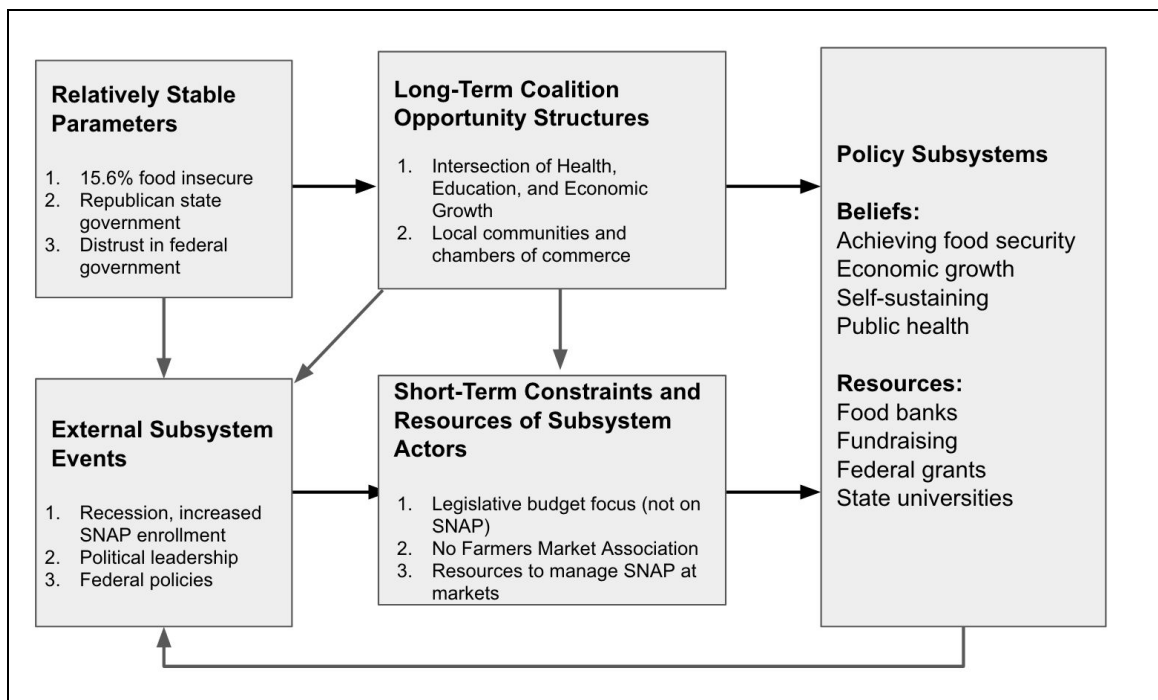 Relatively Stable
Parameters
1. 15.6% food insecure
2. Republican state
government
3. Distrust in federal
government
Long-Term Coalition
Opportunity Structures
1. Intersection of Health,
Education, and Economic
Growth
2. Local communities and
chambers of commerce
External Subsystem
Events
1. Recession, increased
SNAP enrollment
2. Political leadership
3. Federal policies
Short-Term Constraints and
Resources of Subsystem
Actors
1. Legislative budget focus (not on
SNAP)
2. No Farmers Market Association
3. Resources to manage SNAP at
markets
Policy Subsystems
Beliefs:
Achieving food security
Economic growth
Self-sustaining
Public health
Resources:
Food banks
Fundraising
Federal grants
State universities